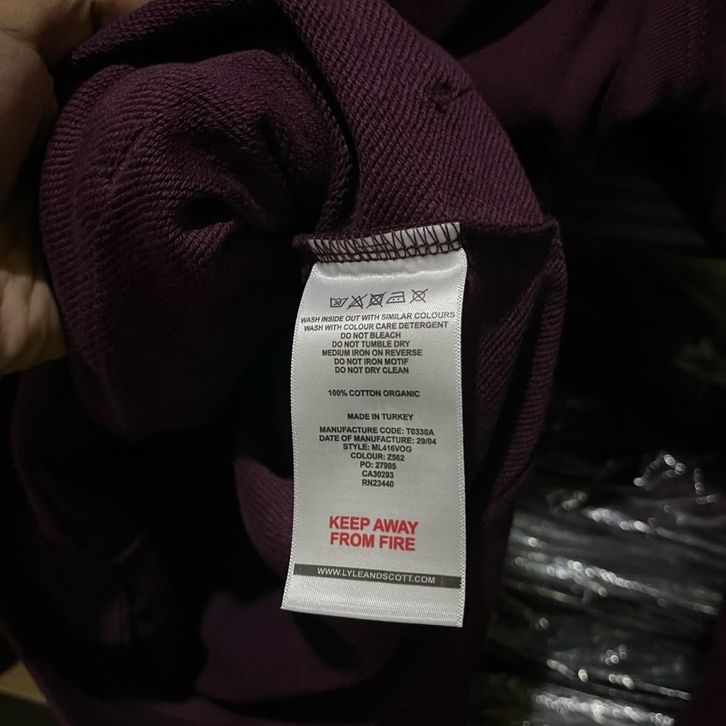 30
WASH INSIDE OUT WITH SIMILAR COLOURS
WASH WITH COLOUR CARE DETERGENT
DO NOT BLEACH
DO NOT TUMBLE DRY
MEDIUM IRON ON REVERSE
DO NOT IRON MOTIF
DO NOT DRY CLEAN
100% COTTON ORGANIC
MADE IN TURKEY
MANUFACTURE CODE: T0330A
DATE OF MANUFACTURE: 29/04
STYLE: ML416VOG
COLOUR: Z562
PO: 27995
CA30293
RN23440
KEEP AWAY
FROM FIRE
WWW.LYLEANDSCOTT.COM